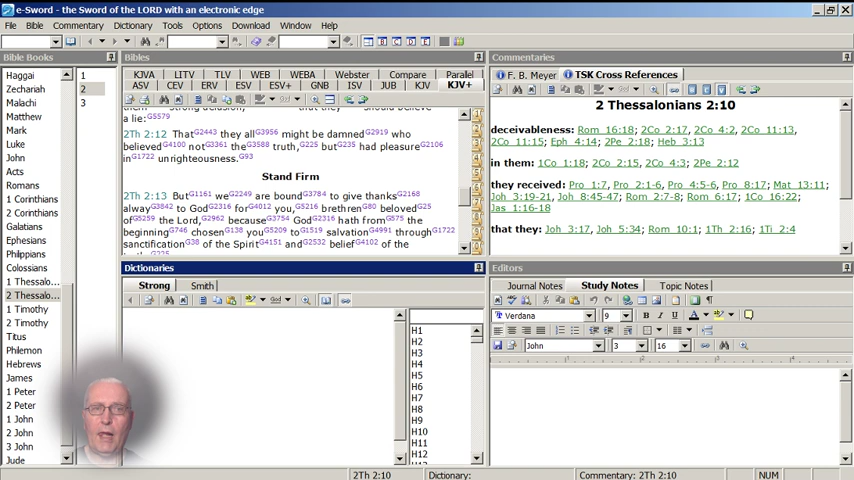 e-Sword - the Sword of the LORD with an electronic edge
File Bible Commentary Dictionary Tools Options Download Window Help
Bible Books
Haggai
Zechariah
Malachi
Matthew
Mark
Luke
John
Acts
Romans
1 Corinthians
2 Corinthians
Galatians
Ephesians
Philippians
Colossians
1 Thessalo...
2 Thessalo...
1 Timothy
2 Timothy
Titus
Philemon
Hebrews
James
1 Peter
2 Peter
1 John
2 John
3 John
Jude
1
2
3
Bibles
KJVA LITV TLV WEB WEBA Webster Compare Parallel
ASV CEV ERV ESV ESV+ GNB ISV JUB KJV KJV+
a lie:G5579
2Th 2:12 ThatG2443 they allG3956 might be damnedG2919 who
believedG4100 notG3361 theG3588 truth,G225 butG235 had pleasureG2106
inG1722 unrighteousness.G93
Stand Firm
2Th 2:13 ButG1161 weG2249 are boundG3784 to give thanksG2168
alwayG3842 to GodG2316 forG4012 you,G5216 brethrenG80 belovedG25
ofG5259 the Lord,G2962 becauseG3754 GodG2316 hath fromG575 the
beginningG746 chosenG138 youG5209 toG1519 salvationG4991 throughG1722
sanctificationG38 of the SpiritG4151 andG2532 beliefG4102 of the
Commentaries
F. B. Meyer TSK Cross References
2 Thessalonians 2:10
deceivableness: Rom 16:18; 2Co 2:17, 2Co 4:2, 2Co 11:13,
2Co 11:15; Eph 4:14; 2Pe 2:18; Heb 3:13
in them: 1Co 1:18; 2Co 2:15, 2Co 4:3; 2Pe 2:12
they received: Pro 1:7, Pro 2:1-6, Pro 4:5-6, Pro 8:17; Mat 13:11;
Joh 3:19-21, Joh 8:45-47; Rom 2:7-8; Rom 6:17; 1Co 16:22;
Jas 1:16-18
that they: Joh 3:17, Joh 5:34; Rom 10:1; 1Th 2:16; 1Ti 2:4
Dictionaries
Strong Smith
H1
H2
H3
H4
H5
H6
H7
H8
H9
H10
H11
H12
Editors
Journal Notes Study Notes Topic Notes
Verdana 9 B I U
John 3 16
2Th 2:10 Dictionary: Commentary: 2Th 2:10 NUM